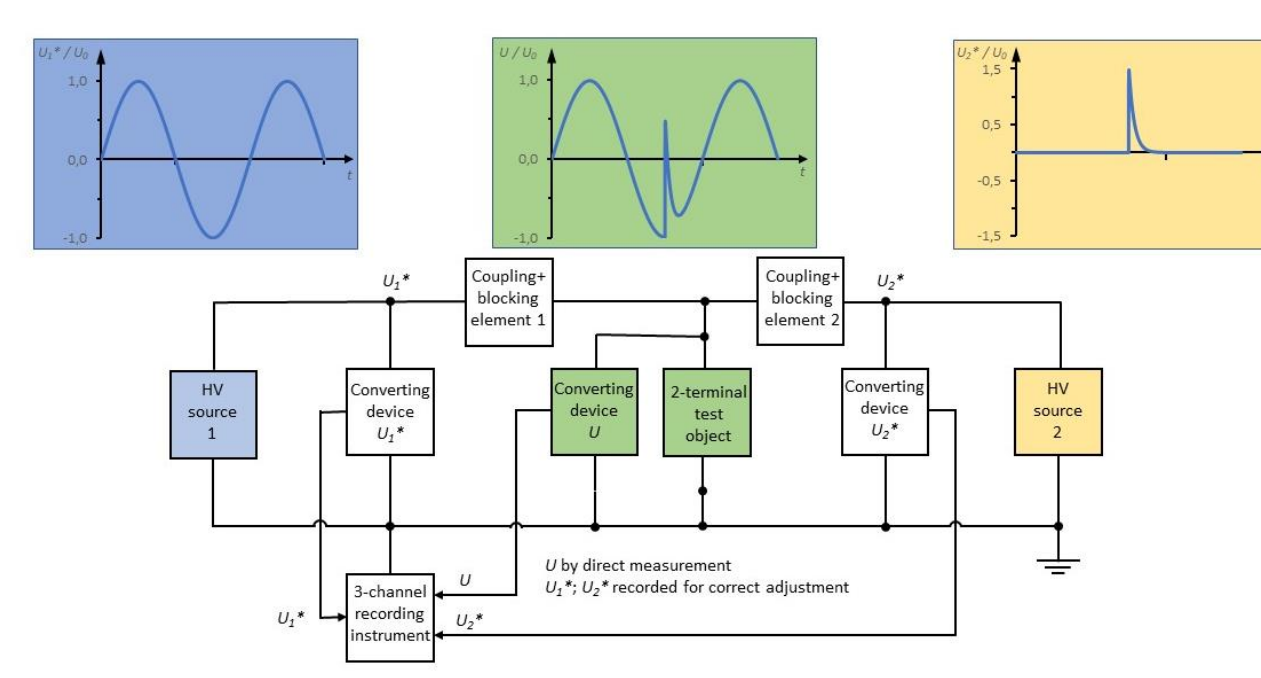 U₁* / U₀
1,0
0,0
-1,0
t
U / U₀
1,0
0,0
-1,0
t
U₂* / U₀
1,5
0,5
-0,5
-1,5
U₁*
Coupling+
blocking
element 1
Coupling+
blocking
element 2
U₂*
HV
source
1
Converting
device
U₁*
Converting
device
U
2-terminal
test
object
Converting
device
U₂*
HV
source
2
U by direct measurement
U₁*; U₂* recorded for correct adjustment
3-channel
recording
instrument
U
U₁*
U₂*